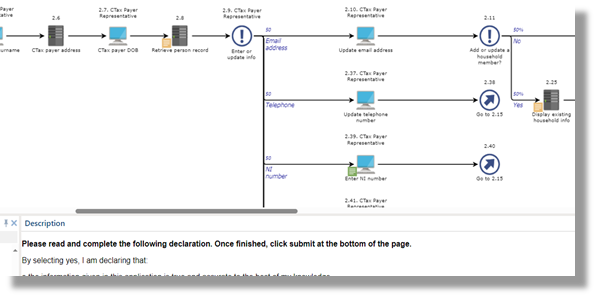 Payer
ative
urname
2.6
CTax payer address
2.7. CTax Payer
Representative
CTax payer DOB
2.8
Retrieve person record
2.9. CTax Payer
Representative
Enter or
update info
50
Email
address
2.10. CTax Payer
Representative
Update email address
2.11
Add or update a
household
member?
50%
No
50
Telephone
2.37. CTax Payer
Representative
Update telephone
number
2.38
Go to 2.15
50%
Yes
2.25
Display existing
household info
50
NI
number
2.39. CTax Payer
Representative
Enter NI number
2.40
Go to 2.15
2.41. CTax Payer
Representative
Description
Please read and complete the following declaration. Once finished, click submit at the bottom of the page.
By selecting yes, I am declaring that:
the information given in this application is true and accurate to the best of my knowledge